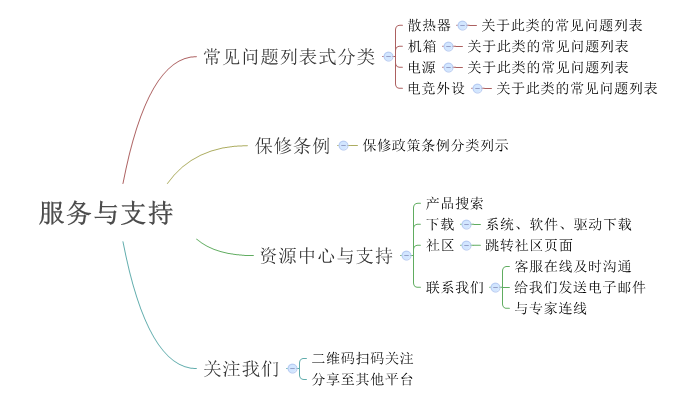 服务与支持
常见问题列表式分类
散热器
关于此类的常见问题列表
机箱
关于此类的常见问题列表
电源
关于此类的常见问题列表
电竞外设
关于此类的常见问题列表
保修条例
保修政策条例分类列示
资源中心与支持
产品搜索
下载
系统、软件、驱动下载
社区
跳转社区页面
联系我们
客服在线及时沟通
给我们发送电子邮件
与专家连线
关注我们
二维码扫码关注
分享至其他平台